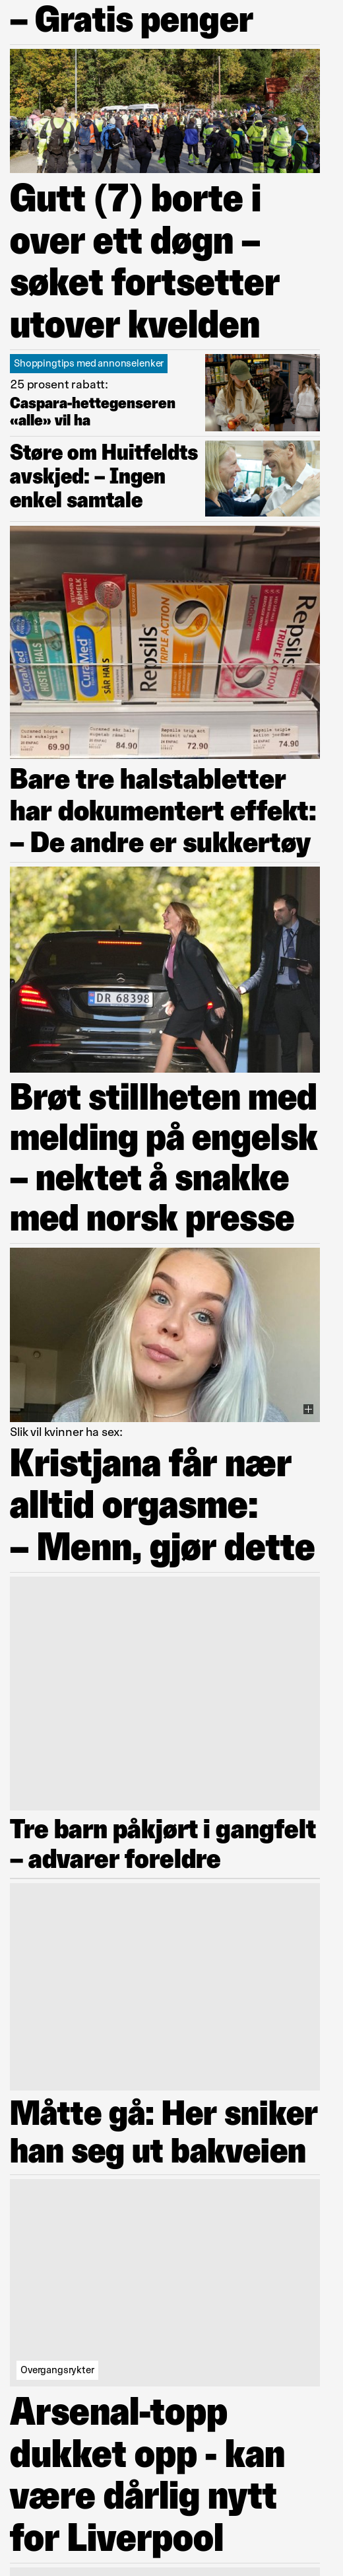 – Gratis penger
Gutt (7) borte i
over ett døgn –
søket fortsetter
utover kvelden
Shoppingtips med annonselenker
25 prosent rabatt:
Caspara-hettegenseren
«alle» vil ha
Støre om Huitfeldts
avskjed: – Ingen
enkel samtale
CuraMed
HOSTE HALS
RÅMELK
CuraMed
SÅR HALS
Repsils
TRIPLE ACTION
Repsils
TRIPLE ACTION
69.90
84.90
72.90
74.90
Bare tre halstabletter
har dokumentert effekt:
– De andre er sukkertøy
DR 68398
Brøt stillheten med
melding på engelsk
– nektet å snakke
med norsk presse
Slik vil kvinner ha sex:
Kristjana får nær
alltid orgasme:
– Menn, gjør dette
Tre barn påkjørt i gangfelt
– advarer foreldre
Måtte gå: Her sniker
han seg ut bakveien
Overgangsrykter
Arsenal-topp
dukket opp - kan
være dårlig nytt
for Liverpool